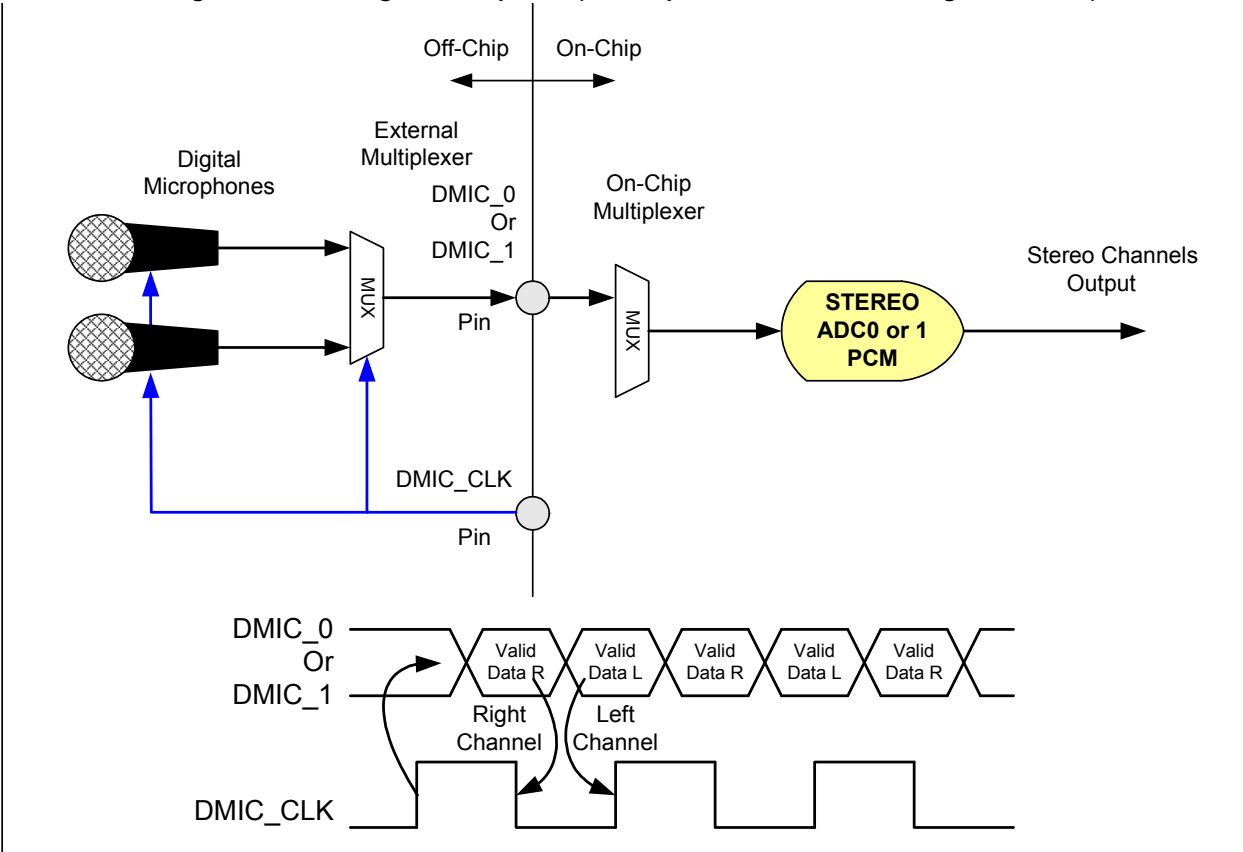 Off-Chip
On-Chip
External
Multiplexer
Digital
Microphones
DMIC_0
Or
DMIC_1
On-Chip
Multiplexer
Stereo Channels
Output
MUX
Pin
MUX
STEREO
ADC0 or 1
PCM
DMIC_CLK
Pin
DMIC_0
Or
DMIC_1
Valid
Data R
Valid
Data L
Valid
Data R
Valid
Data L
Valid
Data R
Right
Channel
Left
Channel
DMIC_CLK